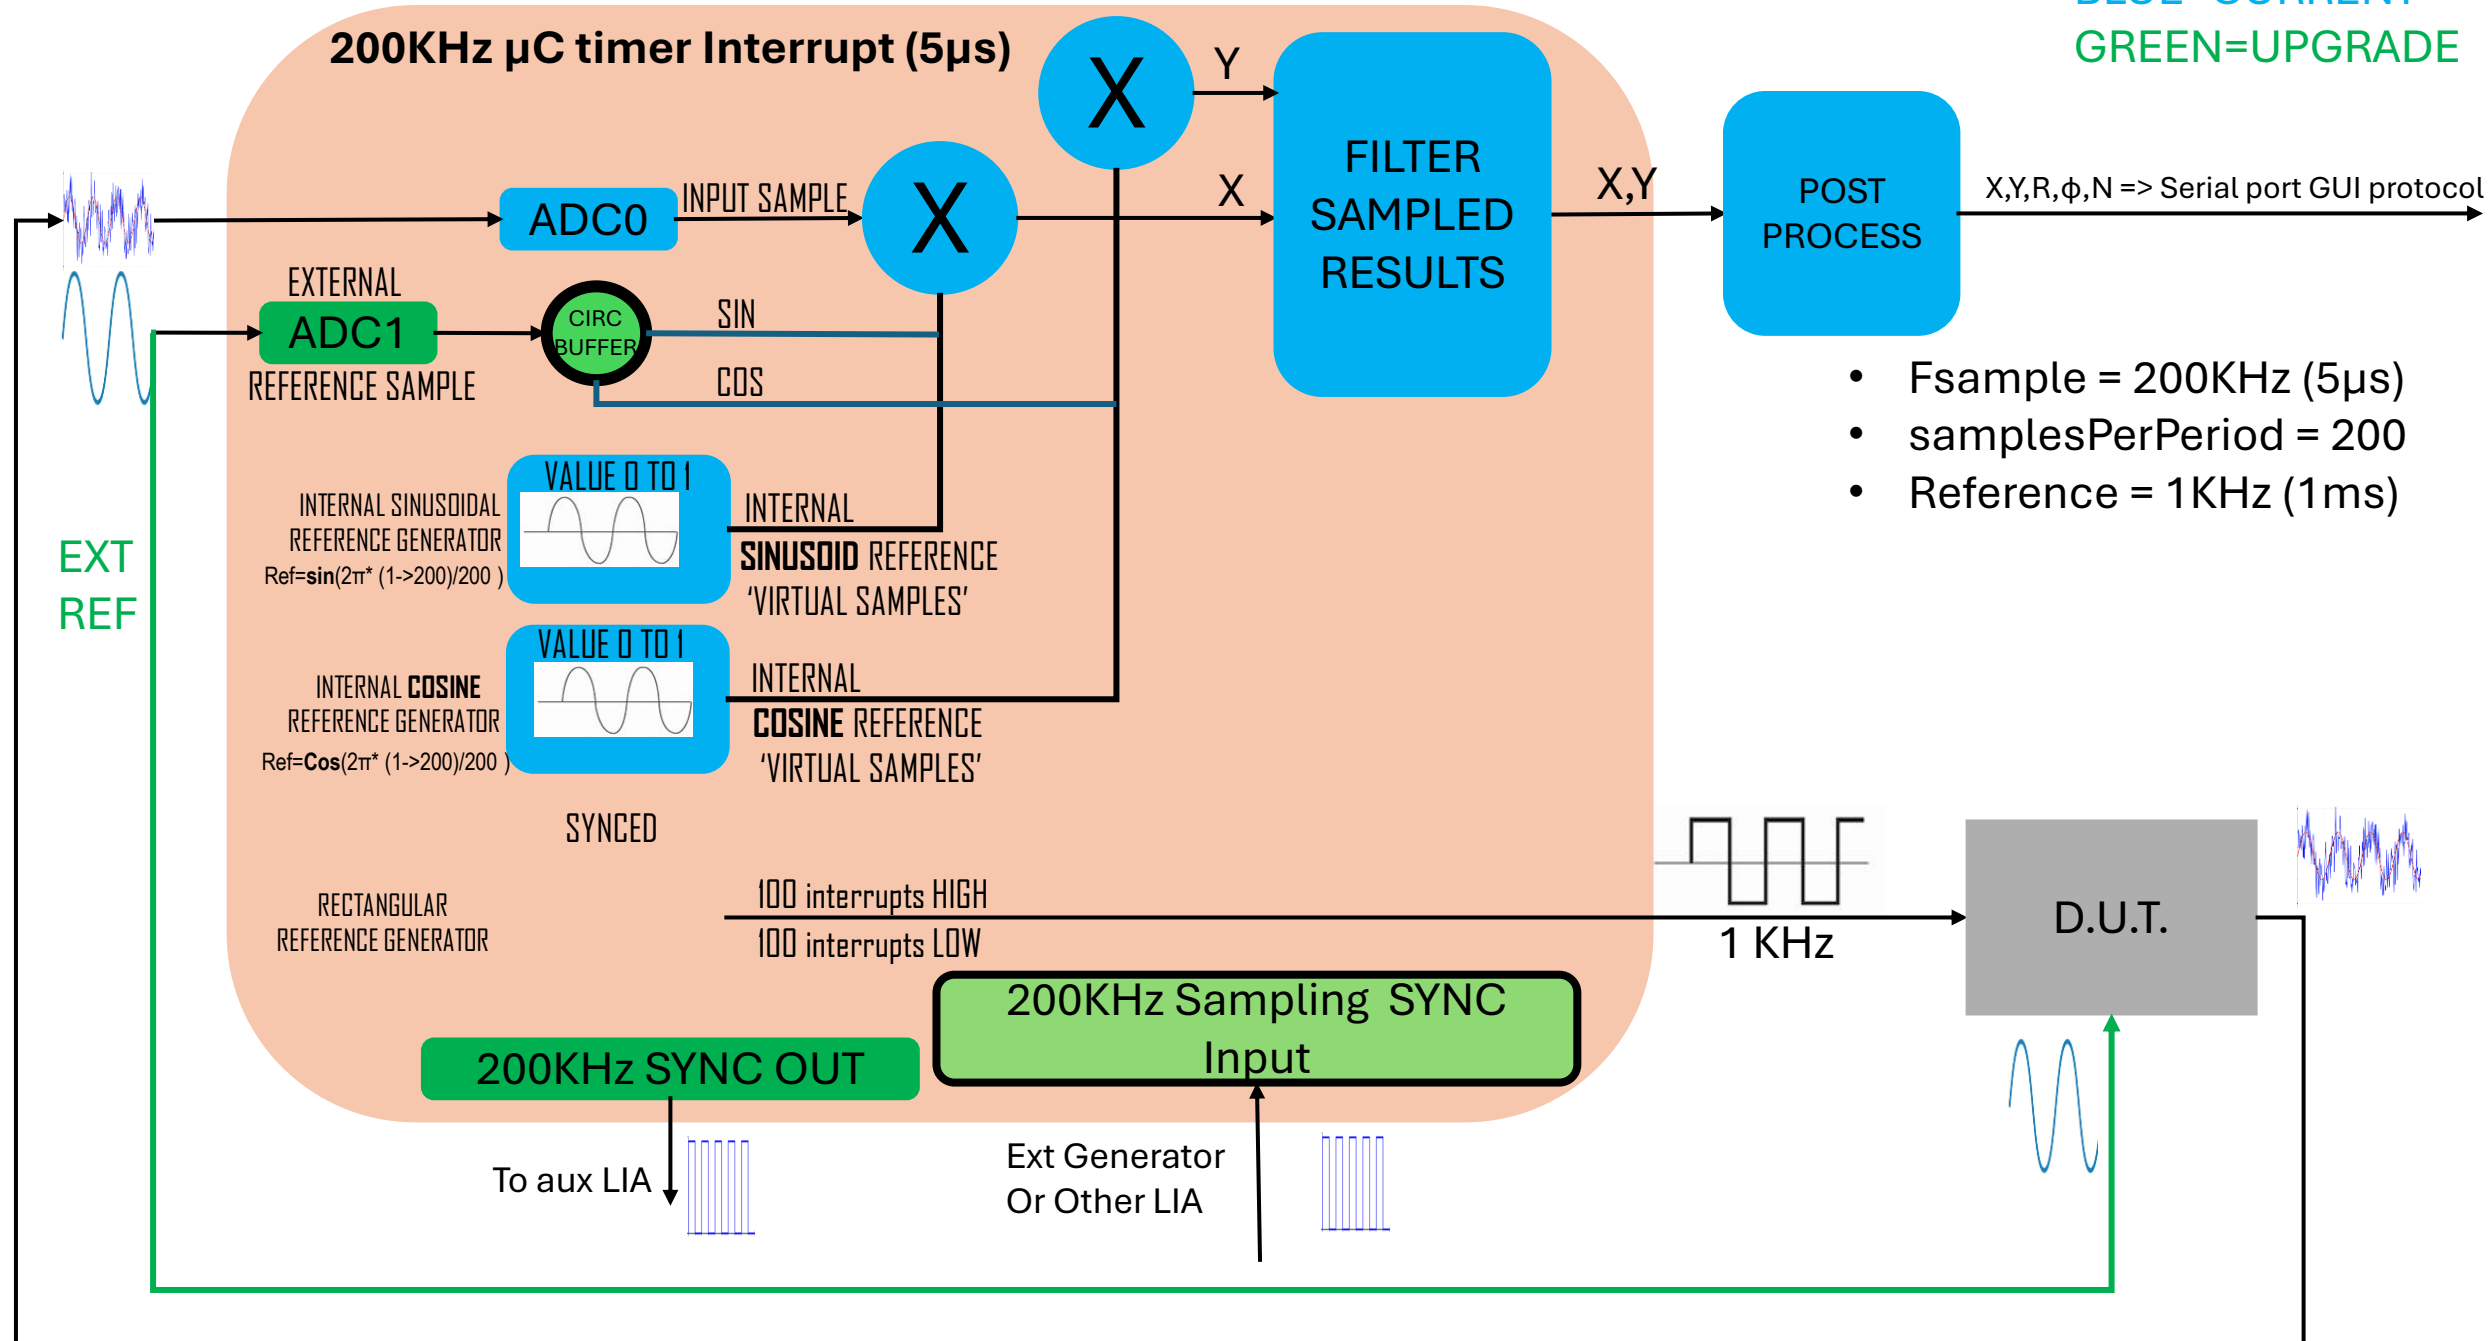 BLUE=CURRENT
GREEN=UPGRADE
200KHz µC timer Interrupt (5µs)
X
Y
FILTER
SAMPLED
RESULTS
ADC0
INPUT SAMPLE
X
X
X,Y
POST
PROCESS
X,Y,R,ϕ,N => Serial port GUI protocol
EXTERNAL
ADC1
REFERENCE SAMPLE
CIRC
BUFFER
SIN
COS
• Fsample = 200KHz (5µs)
• samplesPerPeriod = 200
• Reference = 1KHz (1ms)
EXT
REF
INTERNAL SINUSOIDAL
REFERENCE GENERATOR
Ref=sin(2π* (1->200)/200 )
VALUE 0 TO 1
INTERNAL
SINUSOID REFERENCE
‘VIRTUAL SAMPLES’
INTERNAL COSINE
REFERENCE GENERATOR
Ref=Cos(2π* (1->200)/200 )
VALUE 0 TO 1
INTERNAL
COSINE REFERENCE
‘VIRTUAL SAMPLES’
SYNCED
RECTANGULAR
REFERENCE GENERATOR
100 interrupts HIGH
100 interrupts LOW
1 KHz
D.U.T.
200KHz Sampling SYNC
Input
200KHz SYNC OUT
To aux LIA
Ext Generator
Or Other LIA